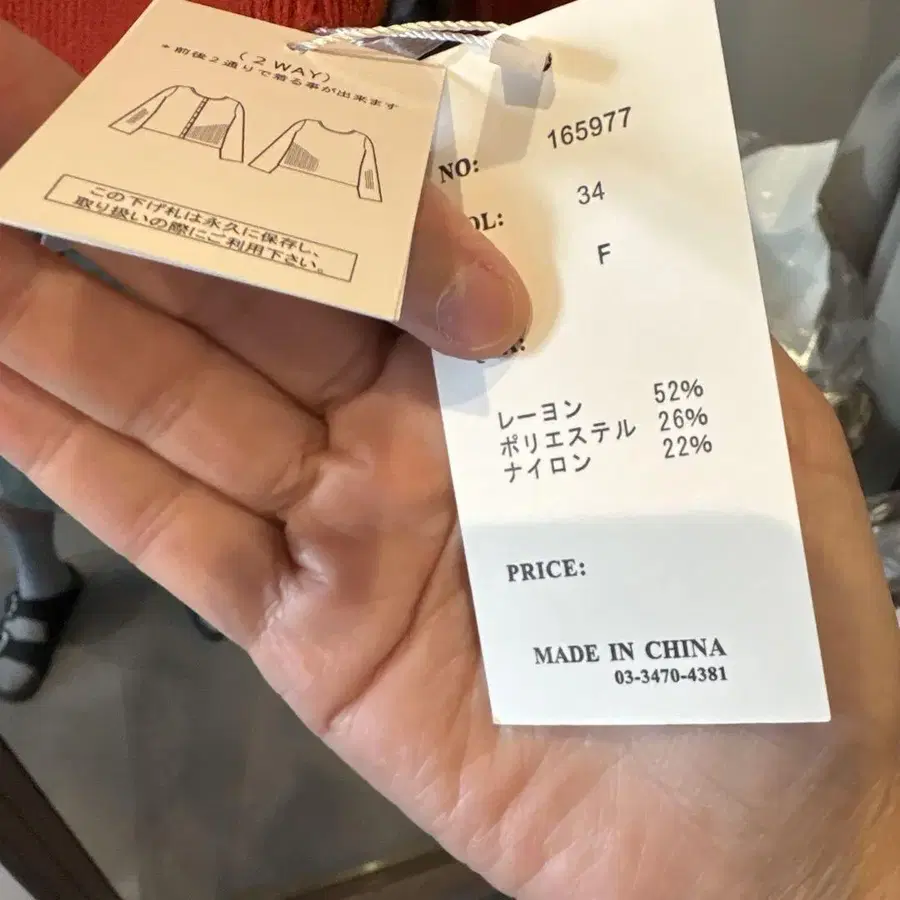 (2WAY)
*前後2通りで着る事が出来ます
この下げ札は永久に保存し、
取り扱いの際にご利用下さい。
NO: 165977
OL: 34
F
レーヨン 52%
ポリエステル 26%
ナイロン 22%
PRICE:
MADE IN CHINA
03-3470-4381